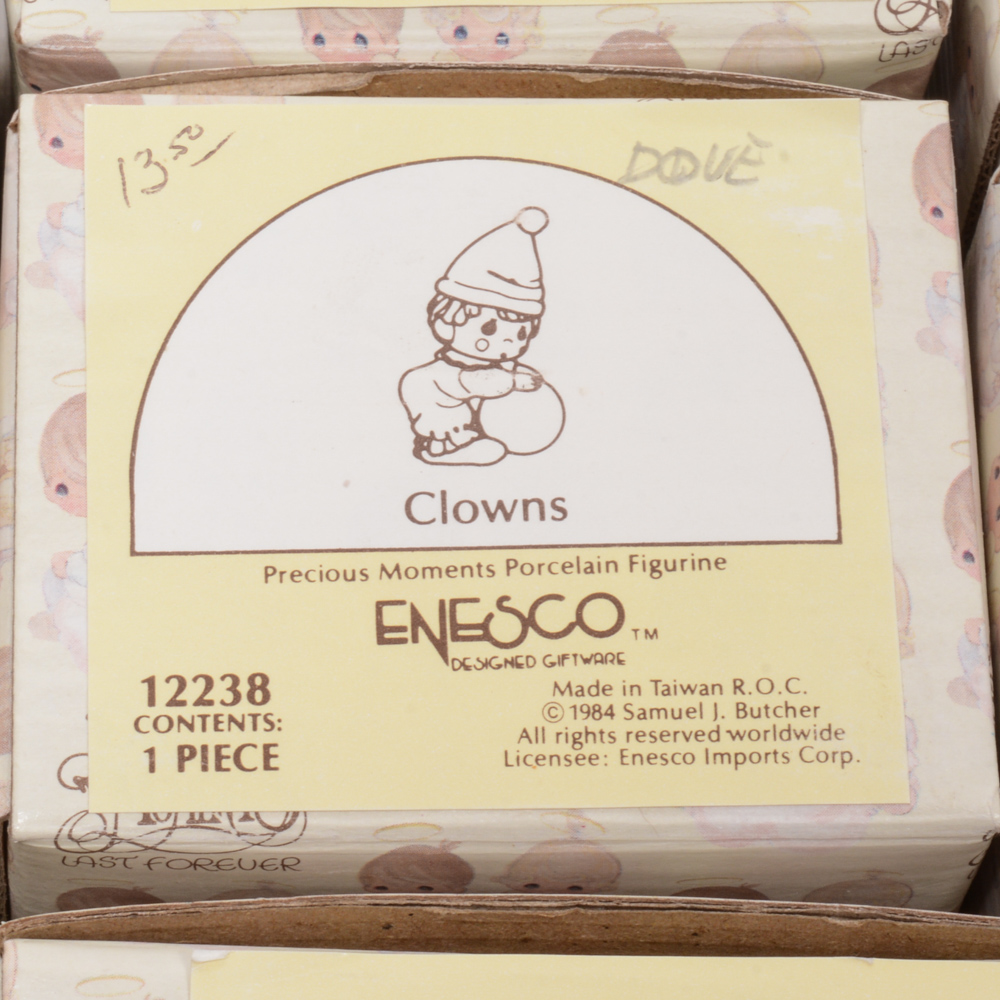 LAST
13.50
DOVE
Clowns
Precious Moments Porcelain Figurine
ENESCO TM
DESIGNED GIFTWARE
12238
CONTENTS:
1 PIECE
Made in Taiwan R.O.C.
© 1984 Samuel J. Butcher
All rights reserved worldwide
Licensee: Enesco Imports Corp.
LAST FOREVER